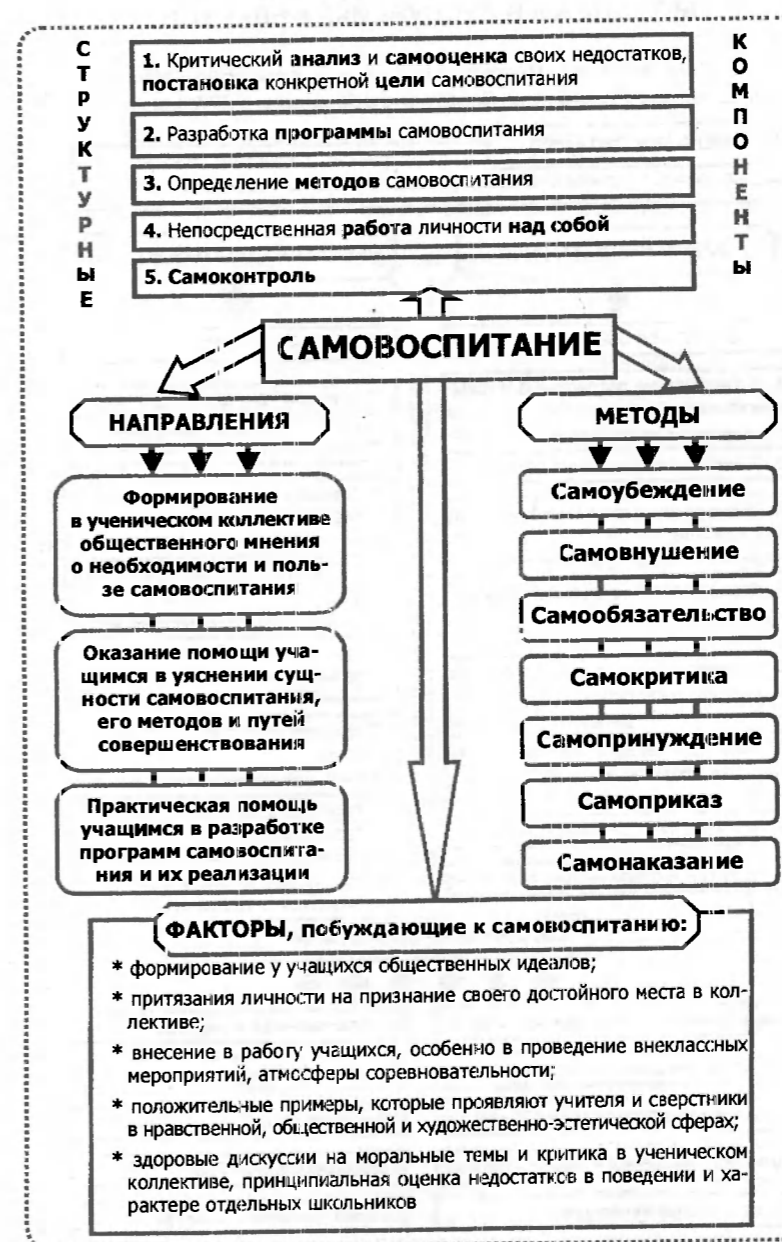 СТРУКТУРНЫЕ
КОМПОНЕНТЫ
1. Критический анализ и самооценка своих недостатков,
постановка конкретной цели самовоспитания
2. Разработка программы самовоспитания
3. Определение методов самовоспитания
4. Непосредственная работа личности над собой
5. Самоконтроль
САМОВОСПИТАНИЕ
НАПРАВЛЕНИЯ
Формирование
в ученическом коллективе
общественного мнения
о необходимости и поль-
зе самовоспитания
Оказание помощи уча-
щимся в уяснении сущ-
ности самовоспитания,
его методов и путей
совершенствования
Практическая помощь
учащимся в разработке
программ самовоспита-
ния и их реализации
МЕТОДЫ
Самоубеждение
Самовнушение
Самообязательство
Самокритика
Самопринуждение
Самоприказ
Самонаказание
ФАКТОРЫ, побуждающие к самовоспитанию:
* формирование у учащихся общественных идеалов;
* притязания личности на признание своего достойного места в кол-
лективе;
* внесение в работу учащихся, особенно в проведение внеклассных
мероприятий, атмосферы соревновательности;
* положительные примеры, которые проявляют учителя и сверстники
в нравственной, общественной и художественно-эстетической сферах;
* здоровые дискуссии на моральные темы и критика в ученическом
коллективе, принципиальная оценка недостатков в поведении и ха-
рактере отдельных школьников